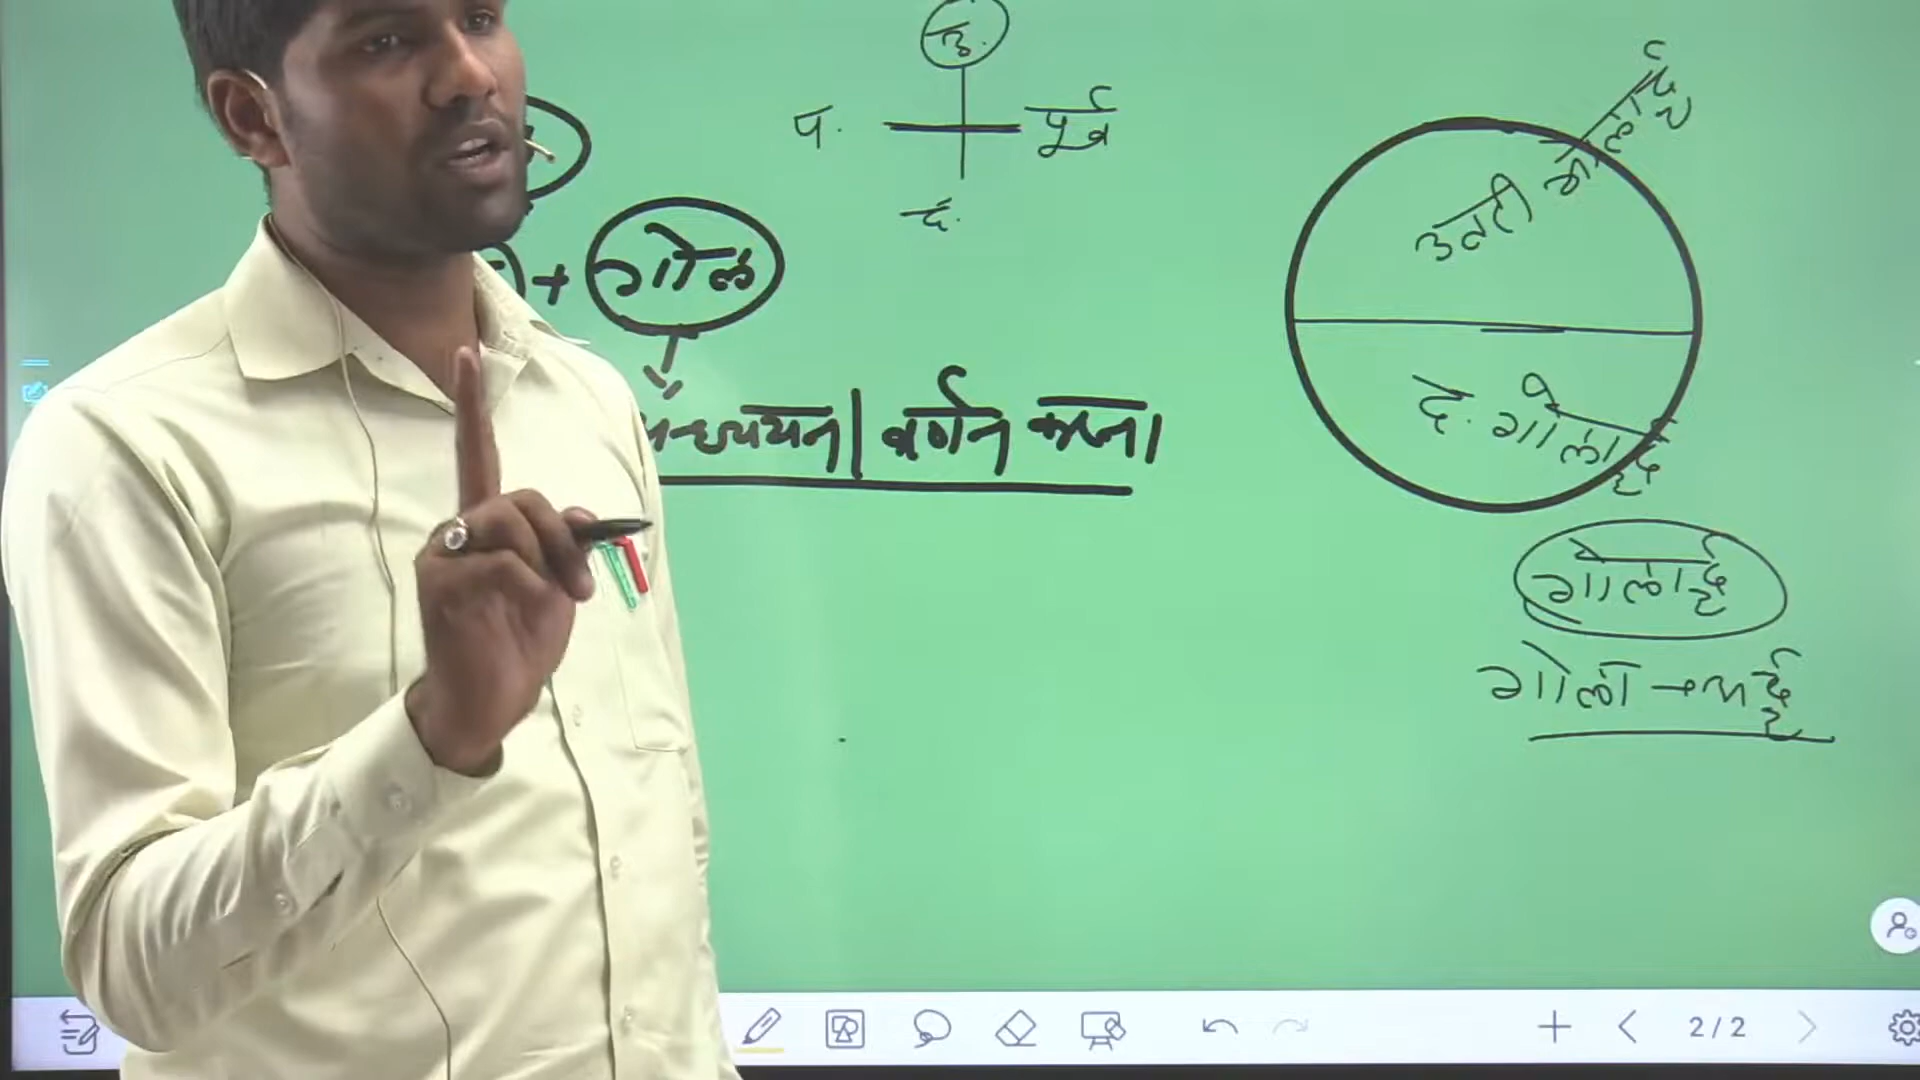 उ.
प. पूर्व
द.
+ गोल
अध्ययन | वर्णन करना
उत्तरी गोलार्द्ध
द. गोलार्द्ध
गोलार्द्ध
गोला → अर्द्ध
2/2